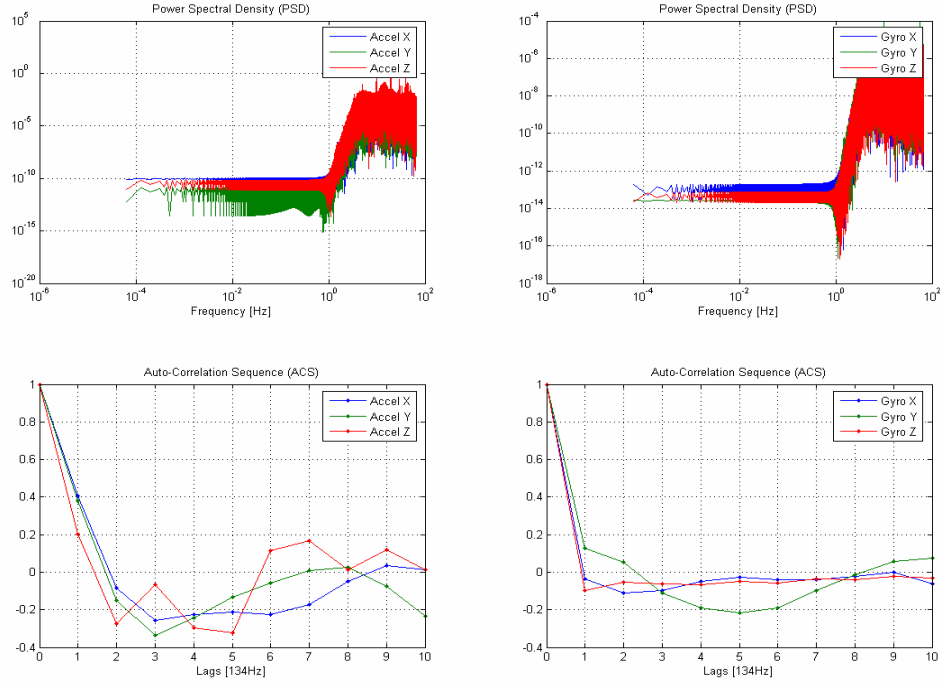 Power Spectral Density (PSD)
10^5
10^0
10^-5
10^-10
10^-15
10^-20
Accel X
Accel Y
Accel Z
10^-6
10^-4
10^-2
10^0
10^2
Frequency [Hz]
Power Spectral Density (PSD)
10^-4
10^-6
10^-8
10^-10
10^-12
10^-14
10^-16
10^-18
Gyro X
Gyro Y
Gyro Z
10^-6
10^-4
10^-2
10^0
10^2
Frequency [Hz]
Auto-Correlation Sequence (ACS)
1
0.8
0.6
0.4
0.2
0
-0.2
-0.4
Accel X
Accel Y
Accel Z
0 1 2 3 4 5 6 7 8 9 10
Lags [134Hz]
Auto-Correlation Sequence (ACS)
1
0.8
0.6
0.4
0.2
0
-0.2
-0.4
Gyro X
Gyro Y
Gyro Z
0 1 2 3 4 5 6 7 8 9 10
Lags [134Hz]